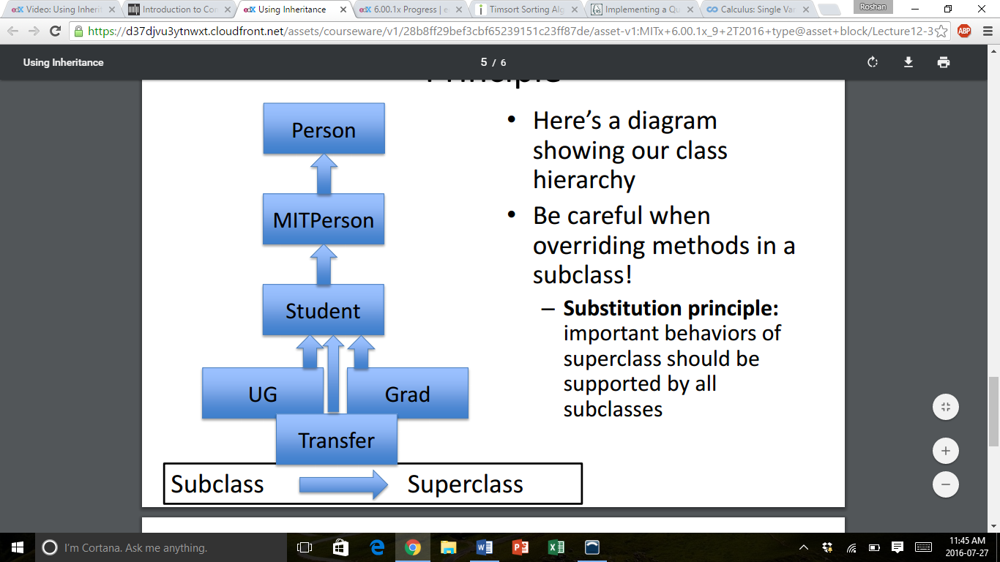 Video: Using Inherit
Introduction to Con
Using Inheritance
6.00.1x Progress | e
Timsort Sorting Alg
Implementing a Qu
Calculus: Single Var
Roshan
https://d37djvu3ytnwxt.cloudfront.net/assets/courseware/v1/28b8ff29bef3cbf65239151c23ff87de/asset-v1:MITx+6.00.1x_9+2T2016+type@asset+block/Lecture12-3
ABP
Using Inheritance
5 / 6
Principle
Person
MITPerson
Student
UG
Grad
Transfer
Subclass
Superclass
• Here’s a diagram
showing our class
hierarchy
• Be careful when
overriding methods in a
subclass!
– Substitution principle:
important behaviors of
superclass should be
supported by all
subclasses
I’m Cortana. Ask me anything.
11:45 AM
2016-07-27